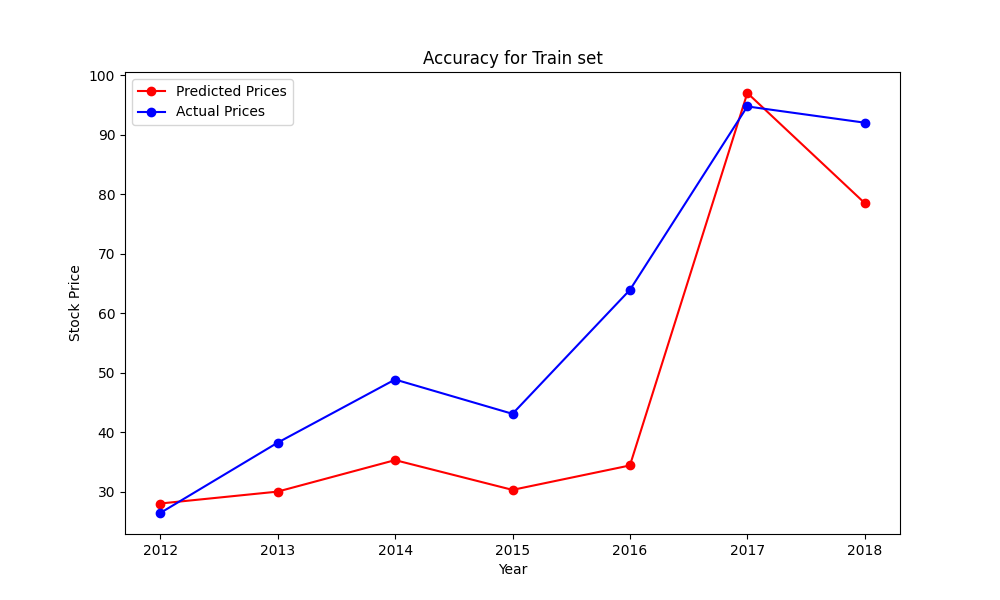 Accuracy for Train set
Predicted Prices
Actual Prices
100
90
80
70
60
50
40
30
Stock Price
2012 2013 2014 2015 2016 2017 2018
Year